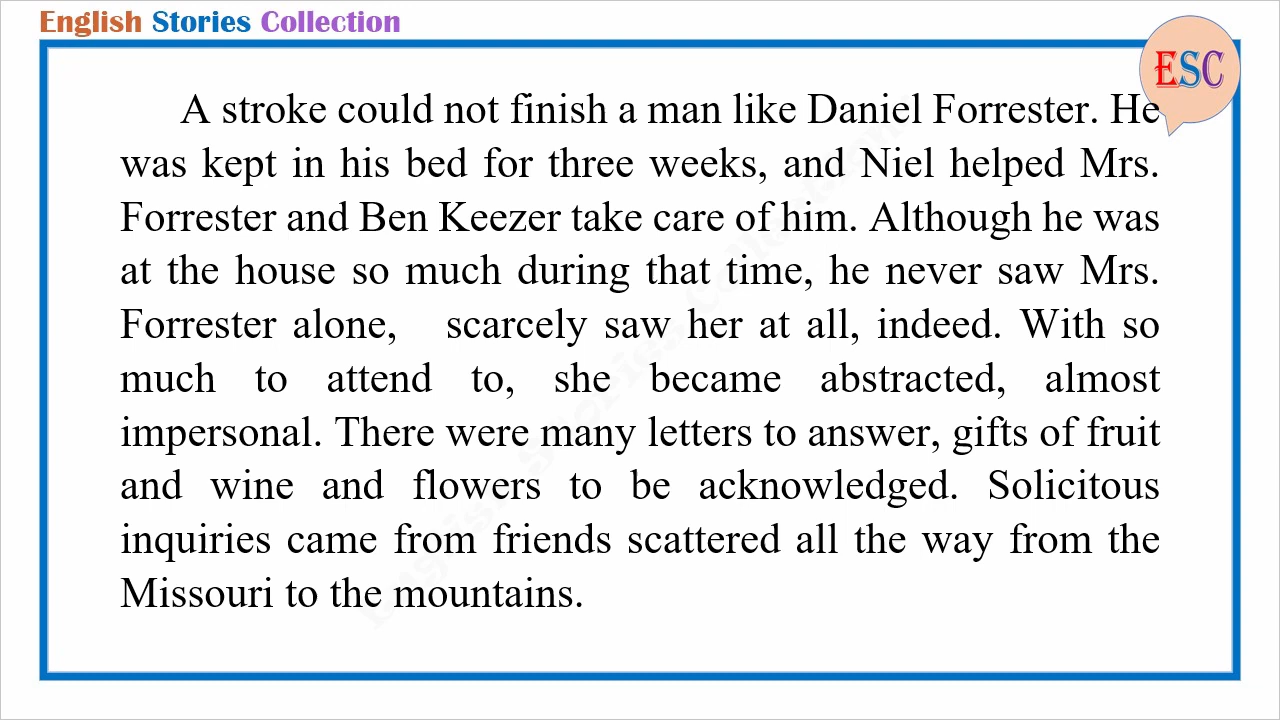 English Stories Collection
ESC
A stroke could not finish a man like Daniel Forrester. He
was kept in his bed for three weeks, and Niel helped Mrs.
Forrester and Ben Keezer take care of him. Although he was
at the house so much during that time, he never saw Mrs.
Forrester alone, scarcely saw her at all, indeed. With so
much to attend to, she became abstracted, almost
impersonal. There were many letters to answer, gifts of fruit
and wine and flowers to be acknowledged. Solicitous
inquiries came from friends scattered all the way from the
Missouri to the mountains.
English Stories Collection